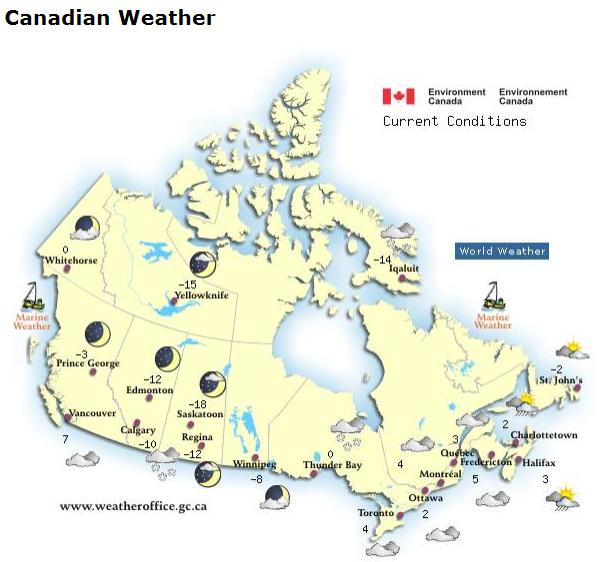 Canadian Weather
Environment Canada
Environnement Canada
Current Conditions
World Weather
0
Whitehorse
-15
Yellowknife
-14
Iqaluit
Marine Weather
Marine Weather
-3
Prince George
-12
Edmonton
-18
Saskatoon
-2
St. John's
Vancouver
7
Calgary
-10
Regina
-12
Winnipeg
-8
0
Thunder Bay
4
3
Québec
2
Charlottetown
Fredericton
5
Halifax
3
Montréal
Ottawa
2
Toronto
4
www.weatheroffice.gc.ca